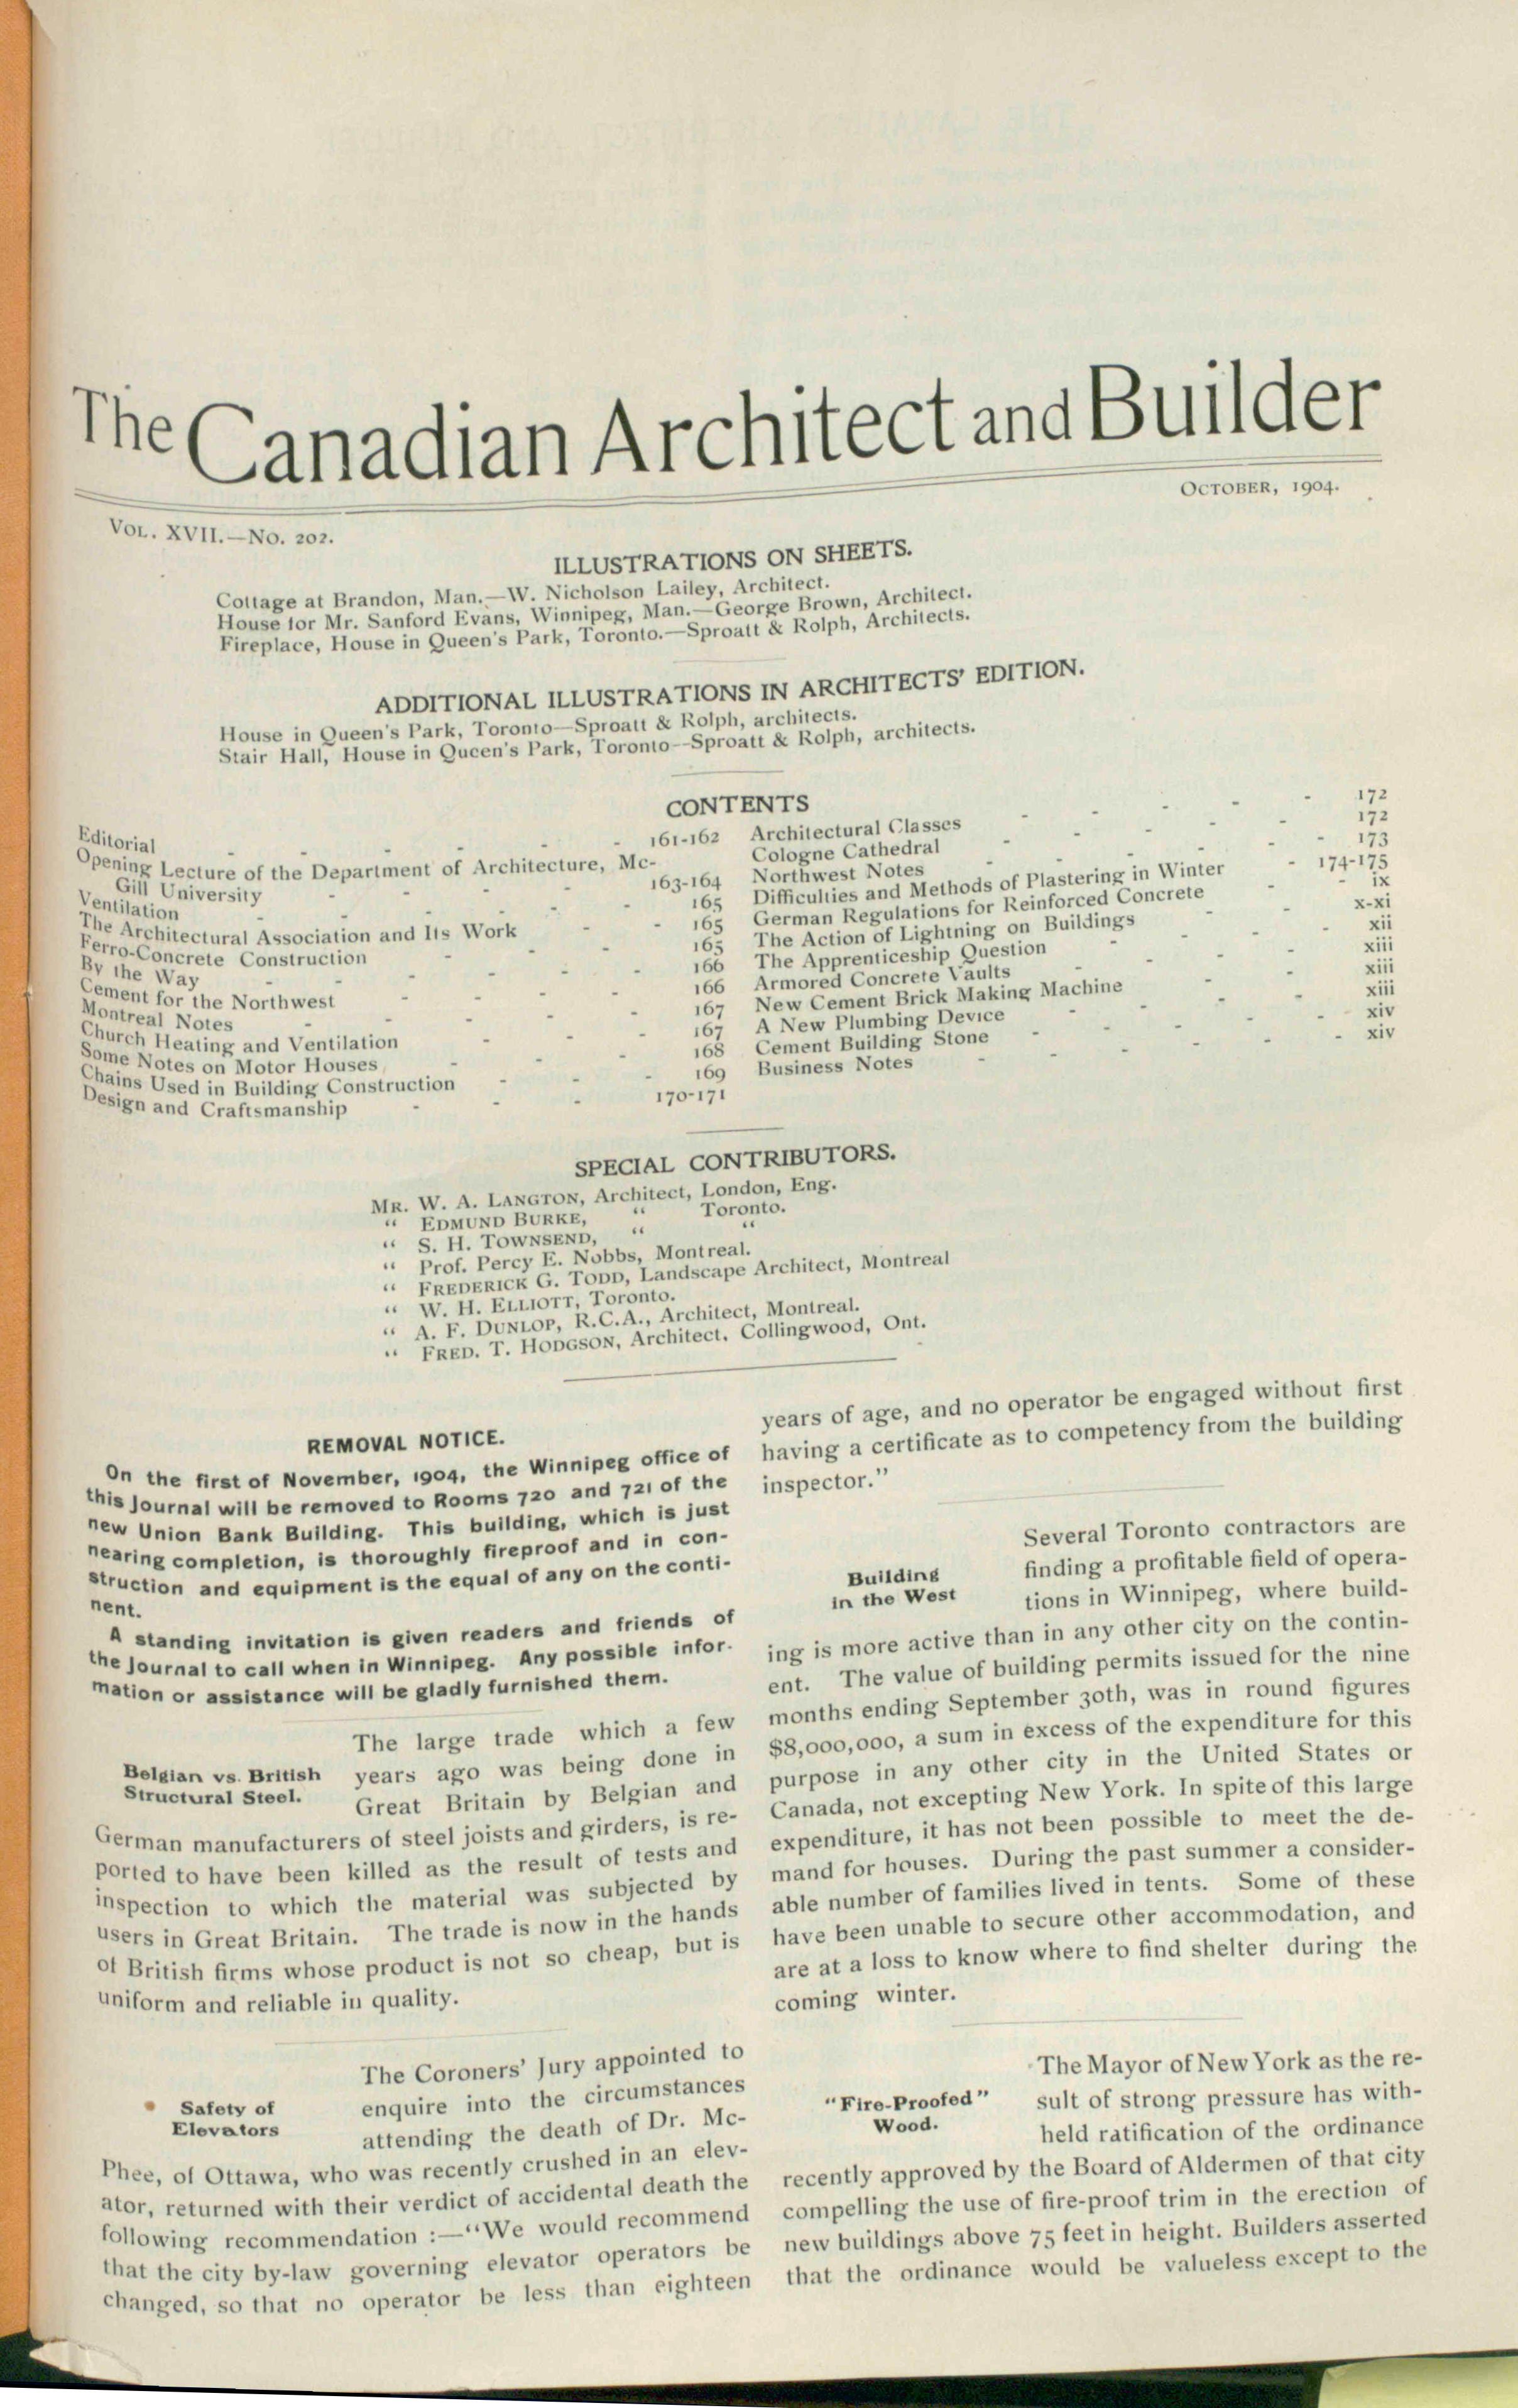 The Canadian Architect and Builder
VOL. XVII.—No. 202.
OCTOBER, 1904.
ILLUSTRATIONS ON SHEETS.
Cottage at Brandon, Man.—W. Nicholson Lailey, Architect.
House for Mr. Sanford Evans, Winnipeg, Man.—George Brown, Architect.
Fireplace, House in Queen's Park, Toronto.—Sproatt & Rolph, Architects.
ADDITIONAL ILLUSTRATIONS IN ARCHITECTS' EDITION.
House in Queen's Park, Toronto—Sproatt & Rolph, architects.
Stair Hall, House in Queen's Park, Toronto--Sproatt & Rolph, architects.
CONTENTS
Editorial - - - - - - 161-162
Opening Lecture of the Department of Architecture, Mc-
Gill University - - - - 163-164
Ventilation - - - - - - 165
The Architectural Association and Its Work - - 165
Ferro-Concrete Construction - - - 165
By the Way - - - - - 166
Cement for the Northwest - - - - 166
Montreal Notes - - - - - 167
Church Heating and Ventilation - - - 167
Some Notes on Motor Houses - - - 168
Chains Used in Building Construction - - - 169
Design and Craftsmanship - - - 170-171
Architectural Classes - - - - - 172
Cologne Cathedral - - - - - 172
Northwest Notes - - - - - 173
Difficulties and Methods of Plastering in Winter - 174-175
German Regulations for Reinforced Concrete - - ix
The Action of Lightning on Buildings - - x-xi
The Apprenticeship Question - - - - xii
Armored Concrete Vaults - - - - xiii
New Cement Brick Making Machine - - xiii
A New Plumbing Device - - - - xiii
Cement Building Stone - - - - - xiv
Business Notes - - - - - - xiv
SPECIAL CONTRIBUTORS.
MR. W. A. LANGTON, Architect, London, Eng.
“ EDMUND BURKE, “ Toronto.
“ S. H. TOWNSEND, “ “
“ Prof. Percy E. Nobbs, Montreal.
“ FREDERICK G. TODD, Landscape Architect, Montreal
“ W. H. ELLIOTT, Toronto.
“ A. F. DUNLOP, R.C.A., Architect, Montreal.
“ FRED. T. HODGSON, Architect, Collingwood, Ont.
REMOVAL NOTICE.
On the first of November, 1904, the Winnipeg office of
this Journal will be removed to Rooms 720 and 721 of the
new Union Bank Building. This building, which is just
nearing completion, is thoroughly fireproof and in con-
struction and equipment is the equal of any on the conti-
nent.
A standing invitation is given readers and friends of
the Journal to call when in Winnipeg. Any possible infor-
mation or assistance will be gladly furnished them.
Belgian vs. British
Structural Steel.
The large trade which a few
years ago was being done in
Great Britain by Belgian and
German manufacturers of steel joists and girders, is re-
ported to have been killed as the result of tests and
inspection to which the material was subjected by
users in Great Britain. The trade is now in the hands
of British firms whose product is not so cheap, but is
uniform and reliable in quality.
Safety of
Elevators
The Coroners' Jury appointed to
enquire into the circumstances
attending the death of Dr. Mc-
Phee, of Ottawa, who was recently crushed in an elev-
ator, returned with their verdict of accidental death the
following recommendation :—“We would recommend
that the city by-law governing elevator operators be
changed, so that no operator be less than eighteen
years of age, and no operator be engaged without first
having a certificate as to competency from the building
inspector.”
Building
in the West
Several Toronto contractors are
finding a profitable field of opera-
tions in Winnipeg, where build-
ing is more active than in any other city on the contin-
ent. The value of building permits issued for the nine
months ending September 30th, was in round figures
$8,000,000, a sum in excess of the expenditure for this
purpose in any other city in the United States or
Canada, not excepting New York. In spite of this large
expenditure, it has not been possible to meet the de-
mand for houses. During the past summer a consider-
able number of families lived in tents. Some of these
have been unable to secure other accommodation, and
are at a loss to know where to find shelter during the
coming winter.
“Fire-Proofed”
Wood.
The Mayor of New York as the re-
sult of strong pressure has with-
held ratification of the ordinance
recently approved by the Board of Aldermen of that city
compelling the use of fire-proof trim in the erection of
new buildings above 75 feet in height. Builders asserted
that the ordinance would be valueless except to the